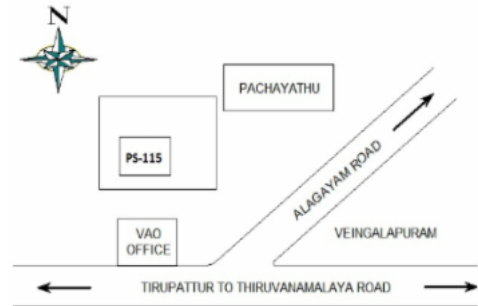 N
PACHAYATHU
PS-115
ALAGAYAM ROAD
VAO
OFFICE
VEINGALAPURAM
TIRUPATTUR TO THIRUVANAMALAYA ROAD